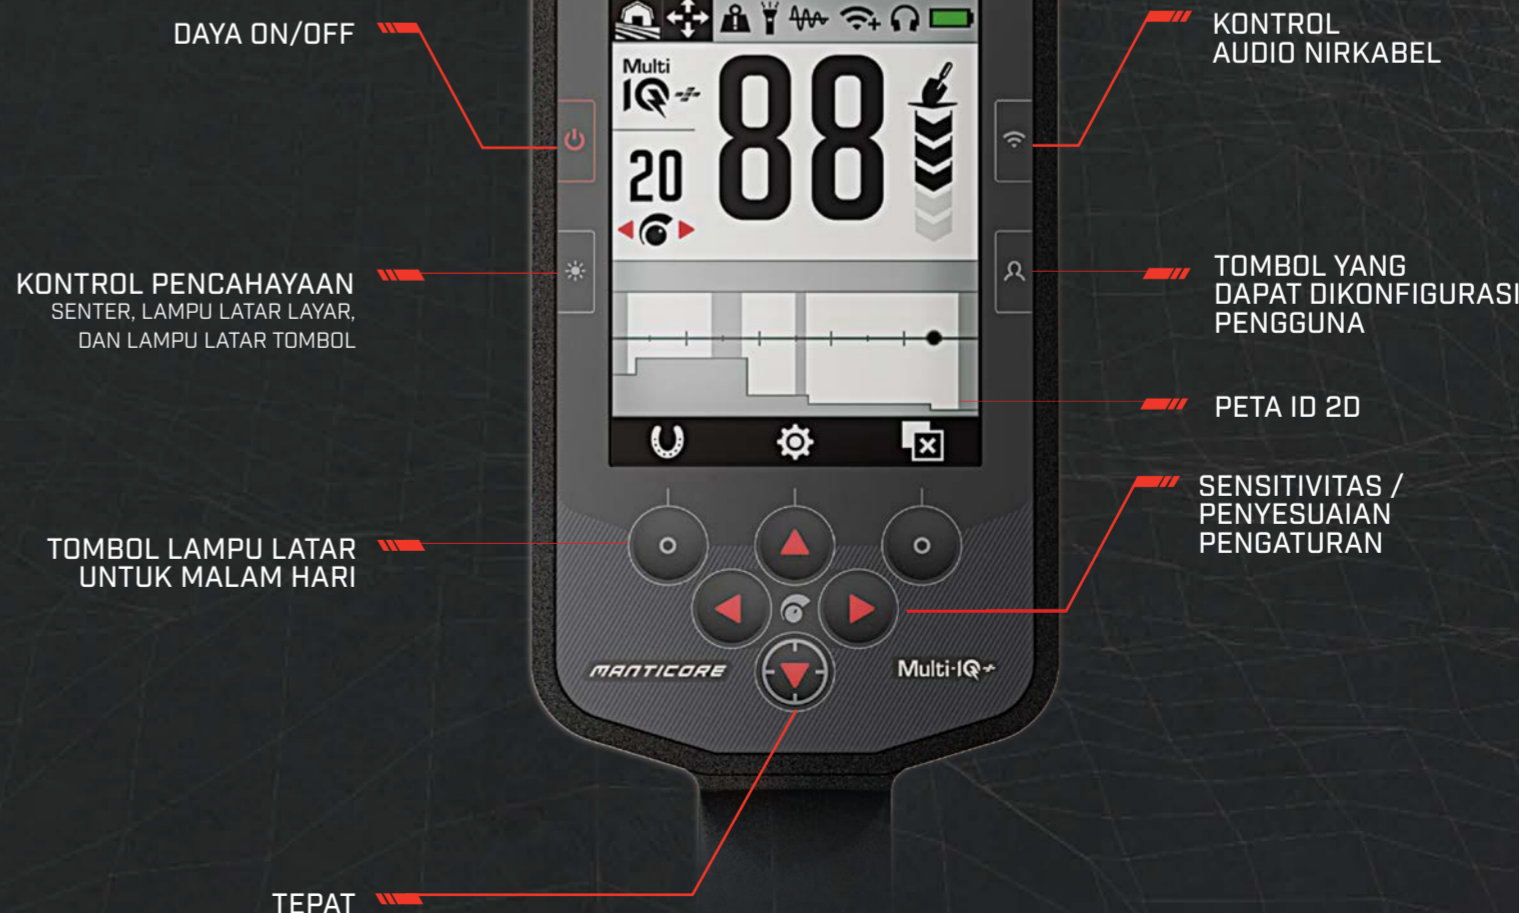 DAYA ON/OFF
KONTROL
AUDIO NIRKABEL
Multi
IQ+
88
20
KONTROL PENCAHAYAAN
SENTER, LAMPU LATAR LAYAR,
DAN LAMPU LATAR TOMBOL
TOMBOL YANG
DAPAT DIKONFIGURASI
PENGGUNA
PETA ID 2D
SENSITIVITAS /
PENYESUAIAN
PENGATURAN
TOMBOL LAMPU LATAR
UNTUK MALAM HARI
MANTICORE
Multi-IQ+
TEPAT